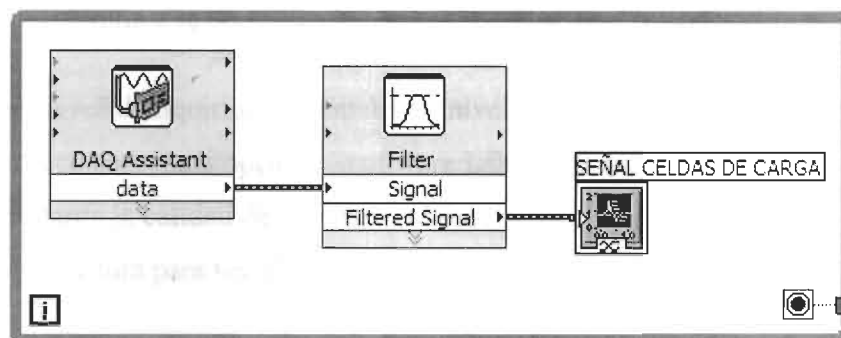 DAQ Assistant
data
Filter
Signal
Filtered Signal
SEÑAL CELDAS DE CARGA
i